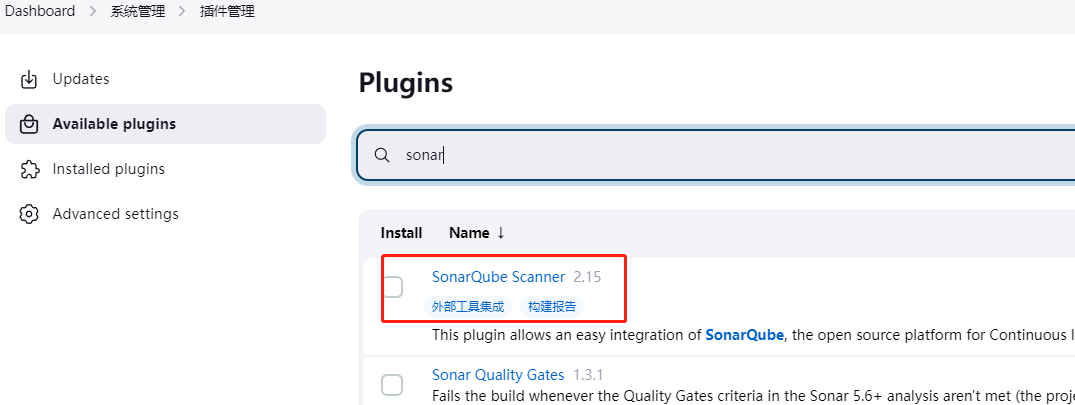 Dashboard > 系统管理 > 插件管理
Updates
Available plugins
Installed plugins
Advanced settings
Plugins
sonar
Install Name ↓
SonarQube Scanner 2.15
外部工具集成 构建报告
This plugin allows an easy integration of SonarQube, the open source platform for Continuous I
Sonar Quality Gates 1.3.1
Fails the build whenever the Quality Gates criteria in the Sonar 5.6+ analysis aren't met (the proje